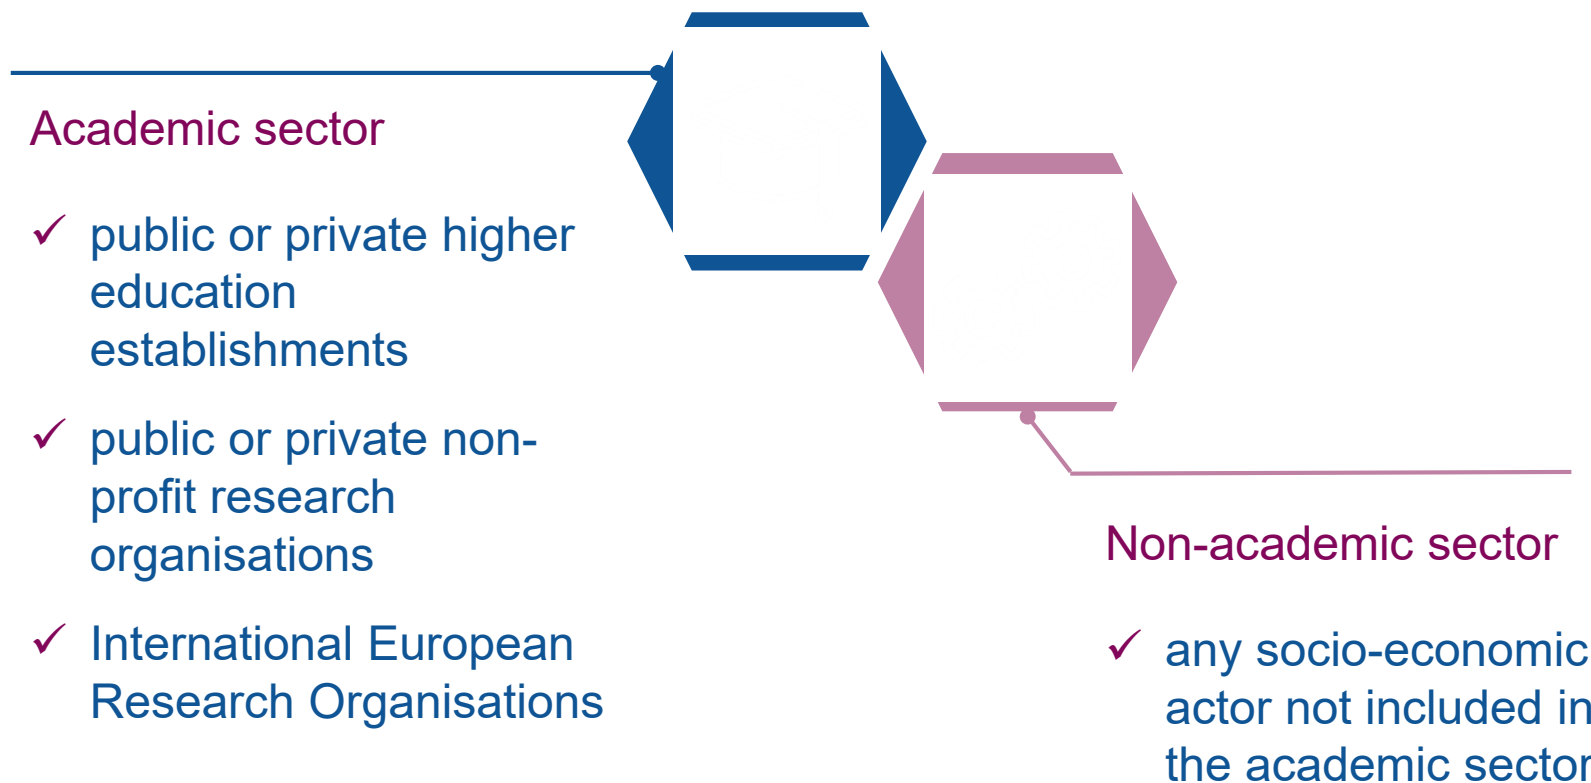 Academic sector
✓ public or private higher
education
establishments
✓ public or private non-
profit research
organisations
✓ International European
Research Organisations
Non-academic sector
✓ any socio-economic
actor not included in
the academic sector